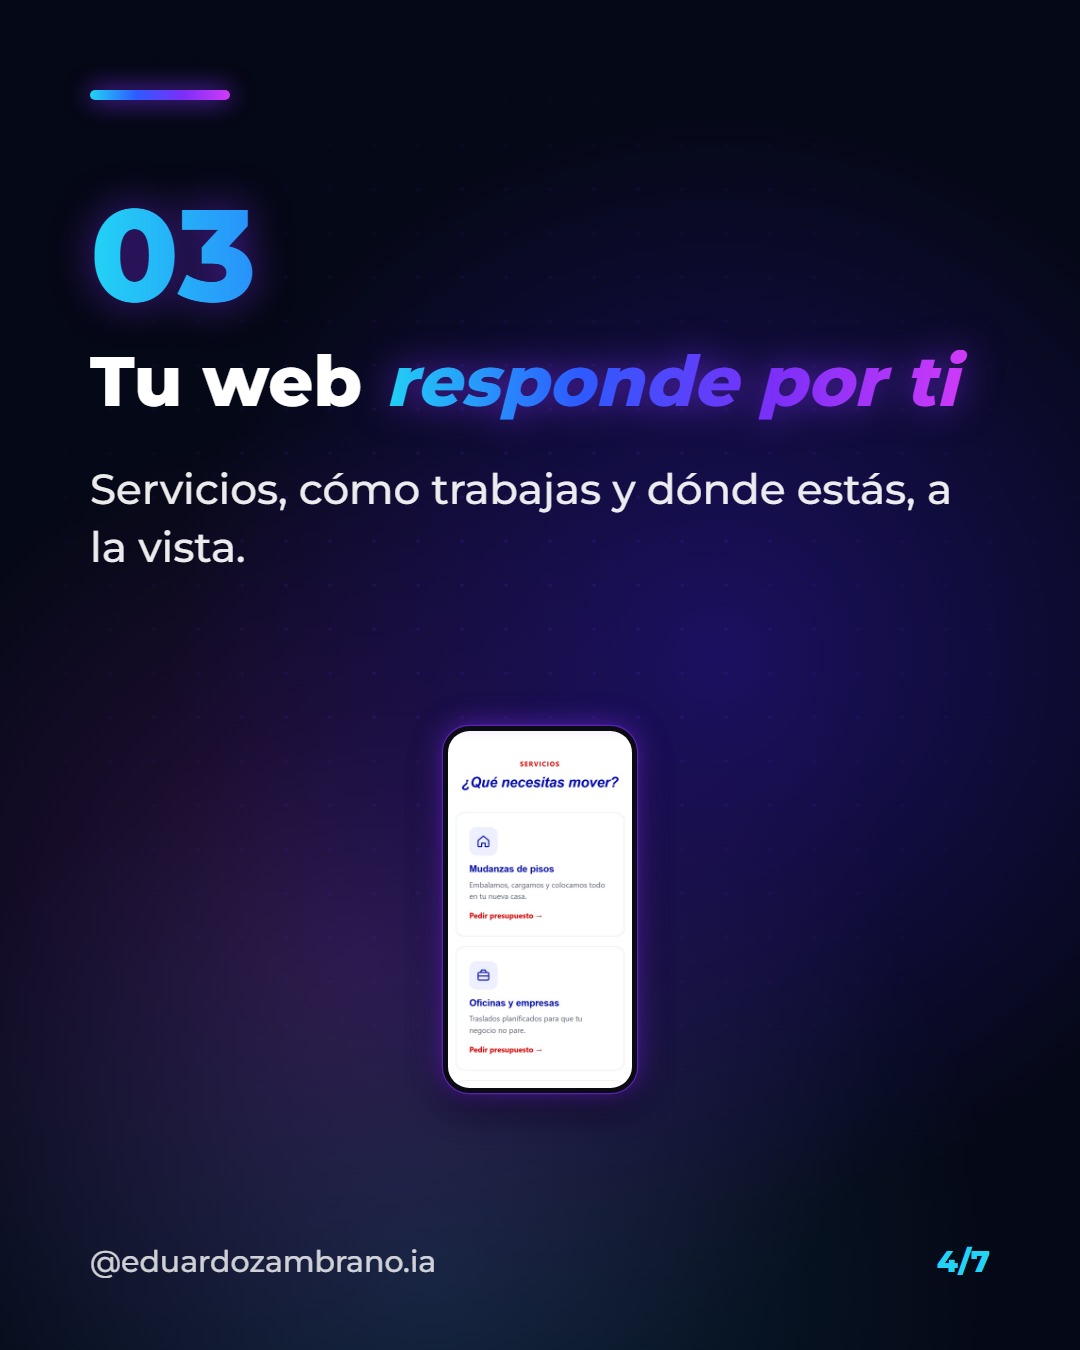 03
Tu web responde por ti
Servicios, cómo trabajas y dónde estás, a
la vista.
SERVICIOS
¿Qué necesitas mover?
Mudanzas de pisos
Embalamos, cargamos y colocamos todo
en tu nueva casa.
Pedir presupuesto →
Oficinas y empresas
Traslados planificados para que tu
negocio no pare.
Pedir presupuesto →
@eduardozambrano.ia
4/7